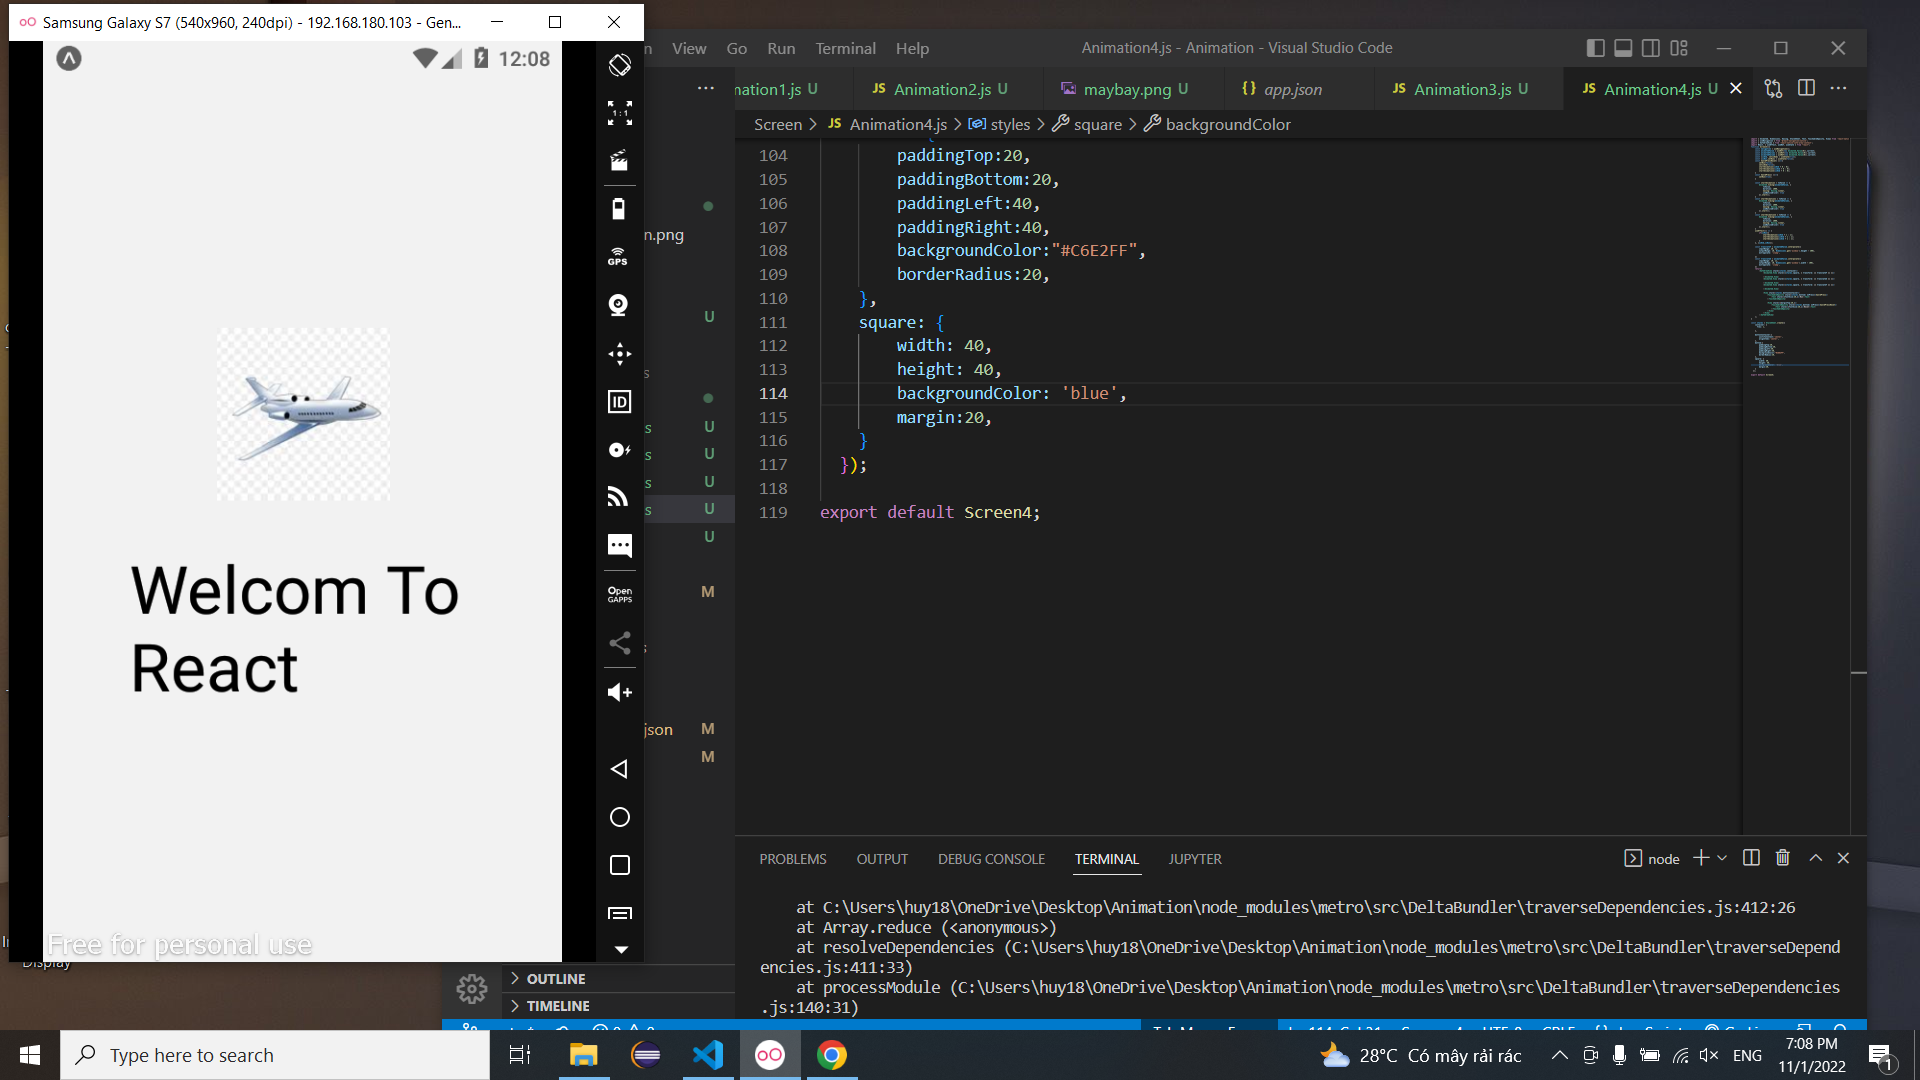 Samsung Galaxy S7 (540x960, 240dpi) - 192.168.180.103 - Gen...
12:08
Welcom To
React
Free for personal use
1:1
GPS
ID
Open
GAPPS
View Go Run Terminal Help
Animation4.js - Animation - Visual Studio Code
mation1.js U
JS Animation2.js U
maybay.png U
{} app.json
JS Animation3.js U
JS Animation4.js U
Screen > JS Animation4.js > styles > square > backgroundColor
n.png
U
s
s U
s U
s U
s U
U
M
s
json M
M
104 paddingTop:20,
105 paddingBottom:20,
106 paddingLeft:40,
107 paddingRight:40,
108 backgroundColor:"#C6E2FF",
109 borderRadius:20,
110 },
111 square: {
112 width: 40,
113 height: 40,
114 backgroundColor: 'blue',
115 margin:20,
116 }
117 });
118
119 export default Screen4;
PROBLEMS OUTPUT DEBUG CONSOLE TERMINAL JUPYTER
node
at C:\Users\huy18\OneDrive\Desktop\Animation\node_modules\metro\src\DeltaBundler\traverseDependencies.js:412:26
at Array.reduce (<anonymous>)
at resolveDependencies (C:\Users\huy18\OneDrive\Desktop\Animation\node_modules\metro\src\DeltaBundler\traverseDepend
encies.js:411:33)
at processModule (C:\Users\huy18\OneDrive\Desktop\Animation\node_modules\metro\src\DeltaBundler\traverseDependencies
.js:140:31)
Display
OUTLINE
TIMELINE
Type here to search
28°C Có mây rải rác
ENG
7:08 PM
11/1/2022
1